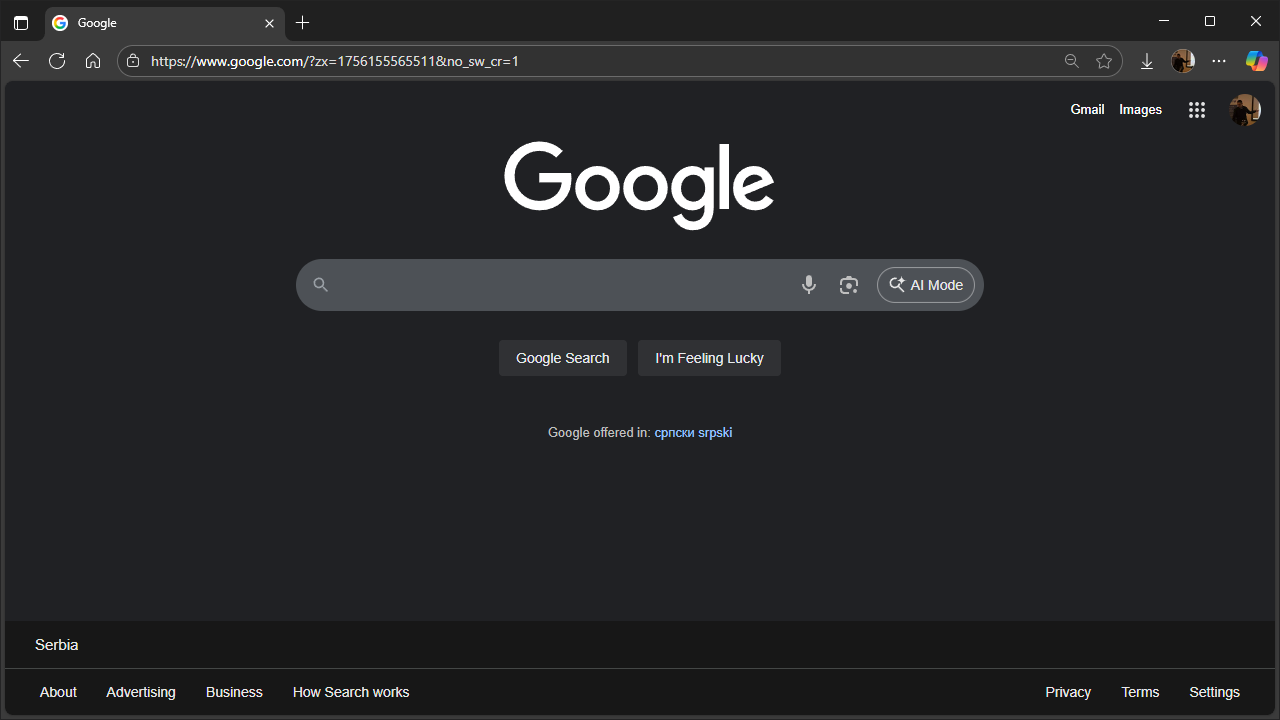 Google
https://www.google.com/?zx=1756155565511&no_sw_cr=1
Gmail Images
Google
AI Mode
Google Search I'm Feeling Lucky
Google offered in: српски srpski
Serbia
About Advertising Business How Search works Privacy Terms Settings